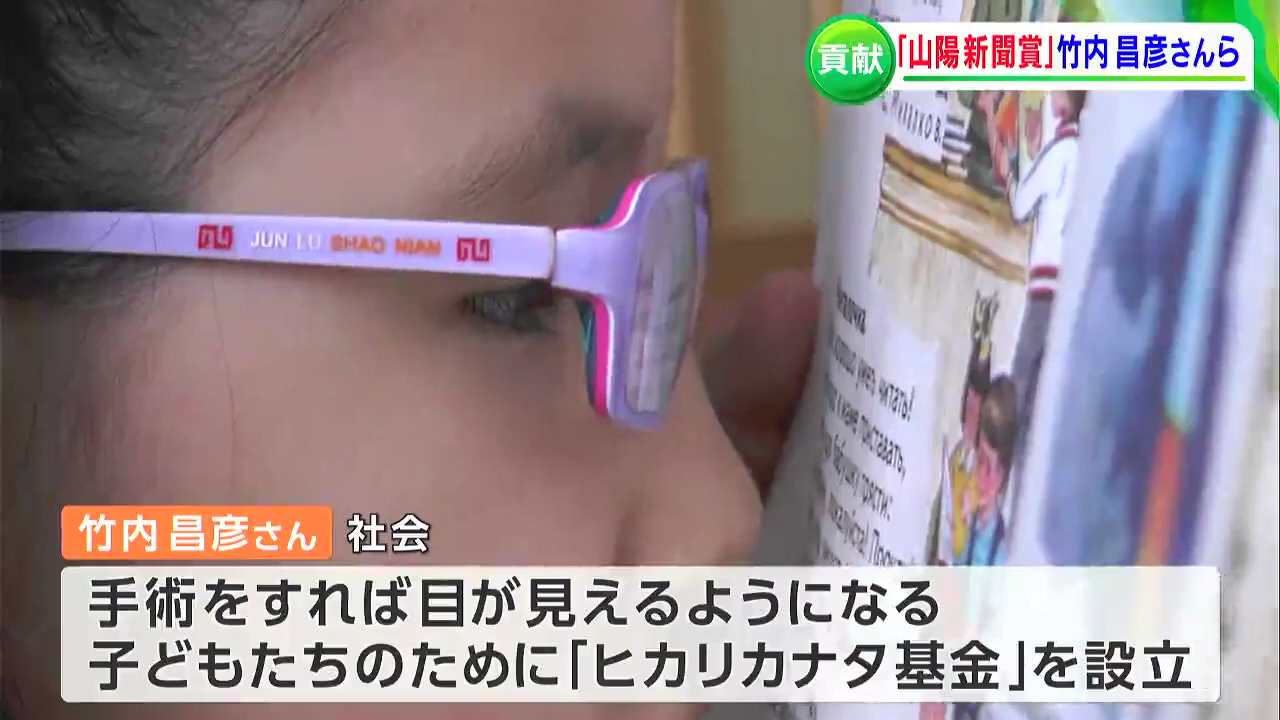 貢献
「山陽新聞賞」竹内 昌彦さんら
JUN LU SHAO NIAN
читать!
竹内 昌彦さん 社会
手術をすれば目が見えるようになる
子どもたちのために「ヒカリカナタ基金」を設立